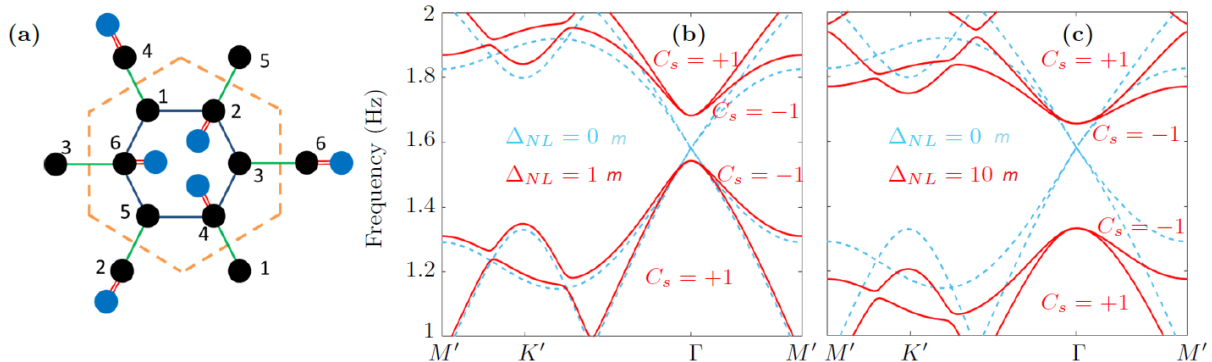 (a)
4
5
1
2
3
6
6
3
5
4
2
1
Frequency (Hz)
2
1.8
1.6
1.4
1.2
1
(b)
C_s = +1
C_s = −1
Δ_NL = 0 m
Δ_NL = 1 m
C_s = −1
C_s = +1
M′ K′ Γ M′
(c)
C_s = +1
C_s = −1
Δ_NL = 0 m
Δ_NL = 10 m
C_s = −1
C_s = +1
M′ K′ Γ M′